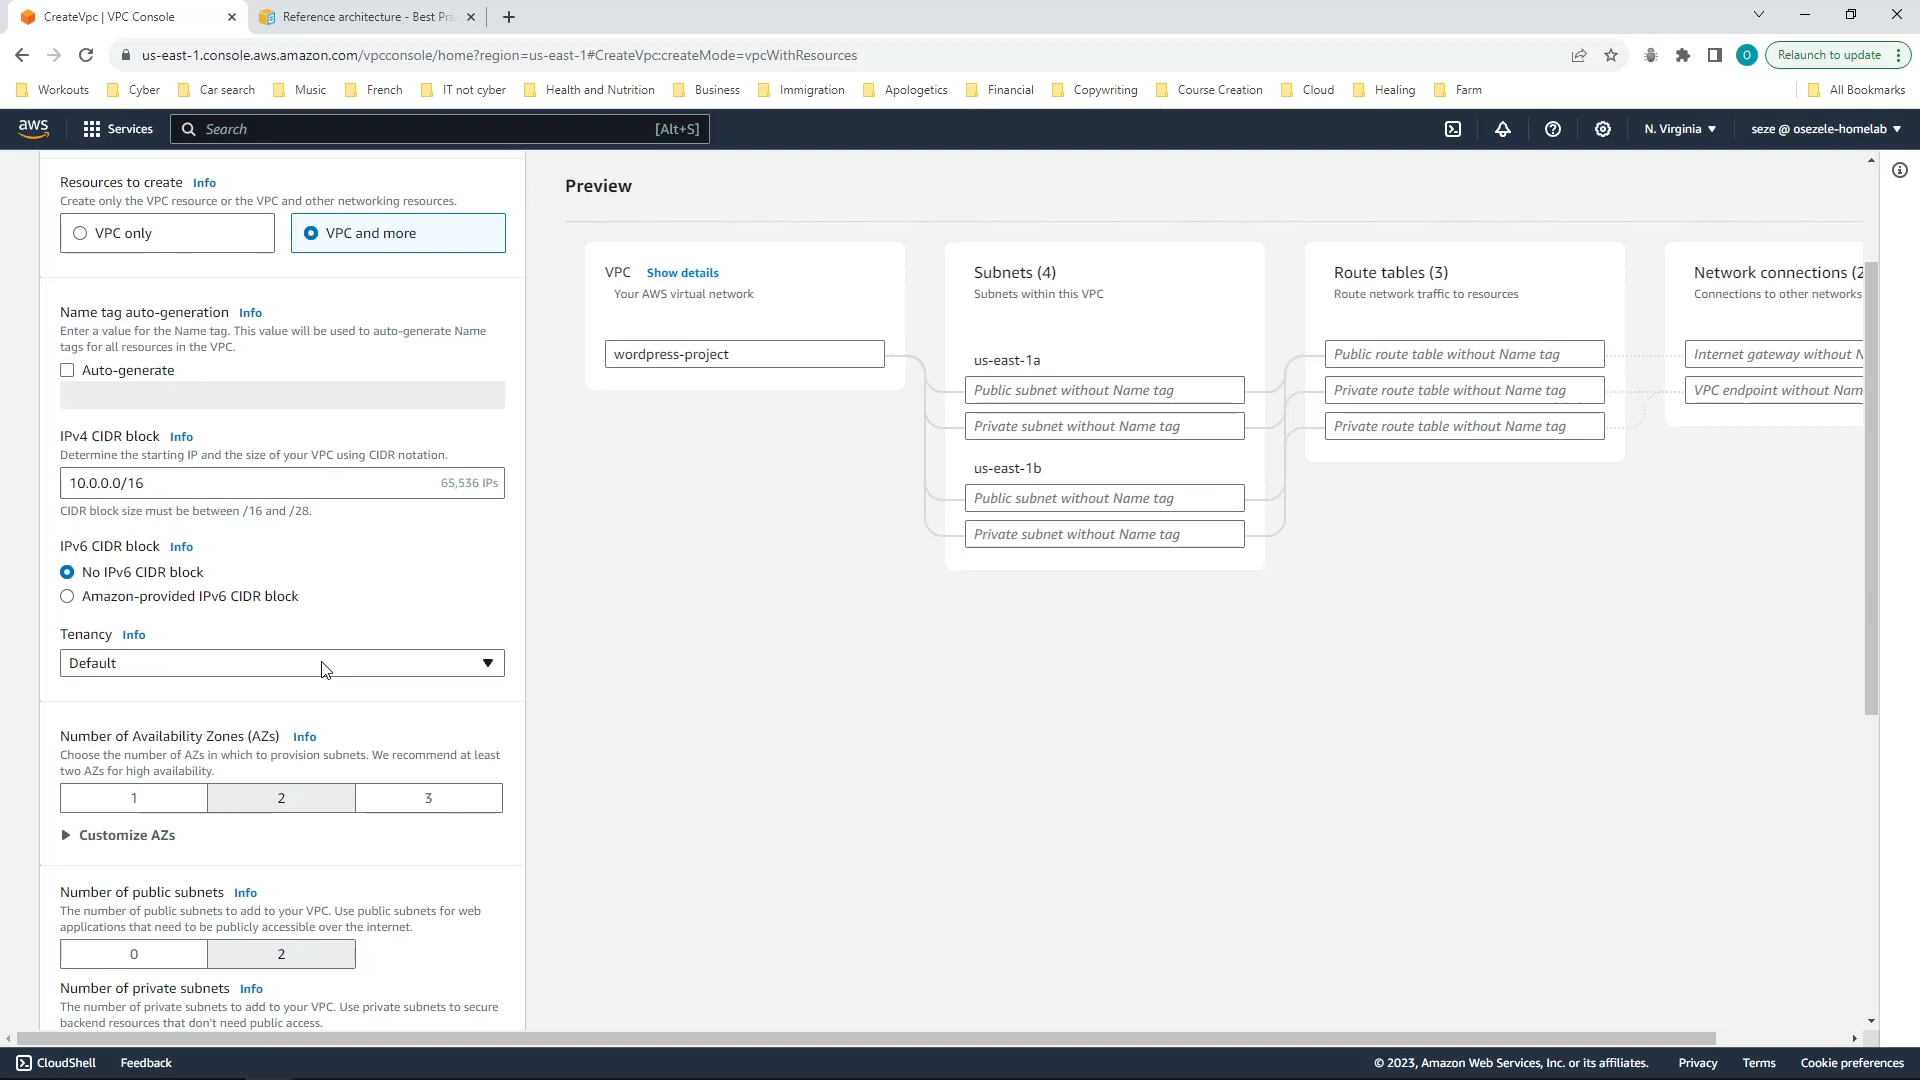 CreateVpc | VPC Console
Reference architecture - Best Pra
us-east-1.console.aws.amazon.com/vpcconsole/home?region=us-east-1#CreateVpc:createMode=vpcWithResources
O
Relaunch to update
Workouts
Cyber
Car search
Music
French
IT not cyber
Health and Nutrition
Business
Immigration
Apologetics
Financial
Copywriting
Course Creation
Cloud
Healing
Farm
All Bookmarks
aws
Services
Search
[Alt+S]
N. Virginia
seze @ osezele-homelab
Resources to create Info
Create only the VPC resource or the VPC and other networking resources.
VPC only
VPC and more
Name tag auto-generation Info
Enter a value for the Name tag. This value will be used to auto-generate Name
tags for all resources in the VPC.
Auto-generate
IPv4 CIDR block Info
Determine the starting IP and the size of your VPC using CIDR notation.
10.0.0.0/16
65,536 IPs
CIDR block size must be between /16 and /28.
IPv6 CIDR block Info
No IPv6 CIDR block
Amazon-provided IPv6 CIDR block
Tenancy Info
Default
Number of Availability Zones (AZs) Info
Choose the number of AZs in which to provision subnets. We recommend at least
two AZs for high availability.
1
2
3
Customize AZs
Number of public subnets Info
The number of public subnets to add to your VPC. Use public subnets for web
applications that need to be publicly accessible over the internet.
0
2
Number of private subnets Info
The number of private subnets to add to your VPC. Use private subnets to secure
backend resources that don't need public access.
Preview
VPC Show details
Your AWS virtual network
wordpress-project
Subnets (4)
Subnets within this VPC
us-east-1a
Public subnet without Name tag
Private subnet without Name tag
us-east-1b
Public subnet without Name tag
Private subnet without Name tag
Route tables (3)
Route network traffic to resources
Public route table without Name tag
Private route table without Name tag
Private route table without Name tag
Network connections (2
Connections to other networks
Internet gateway without N
VPC endpoint without Nam
CloudShell
Feedback
© 2023, Amazon Web Services, Inc. or its affiliates.
Privacy
Terms
Cookie preferences